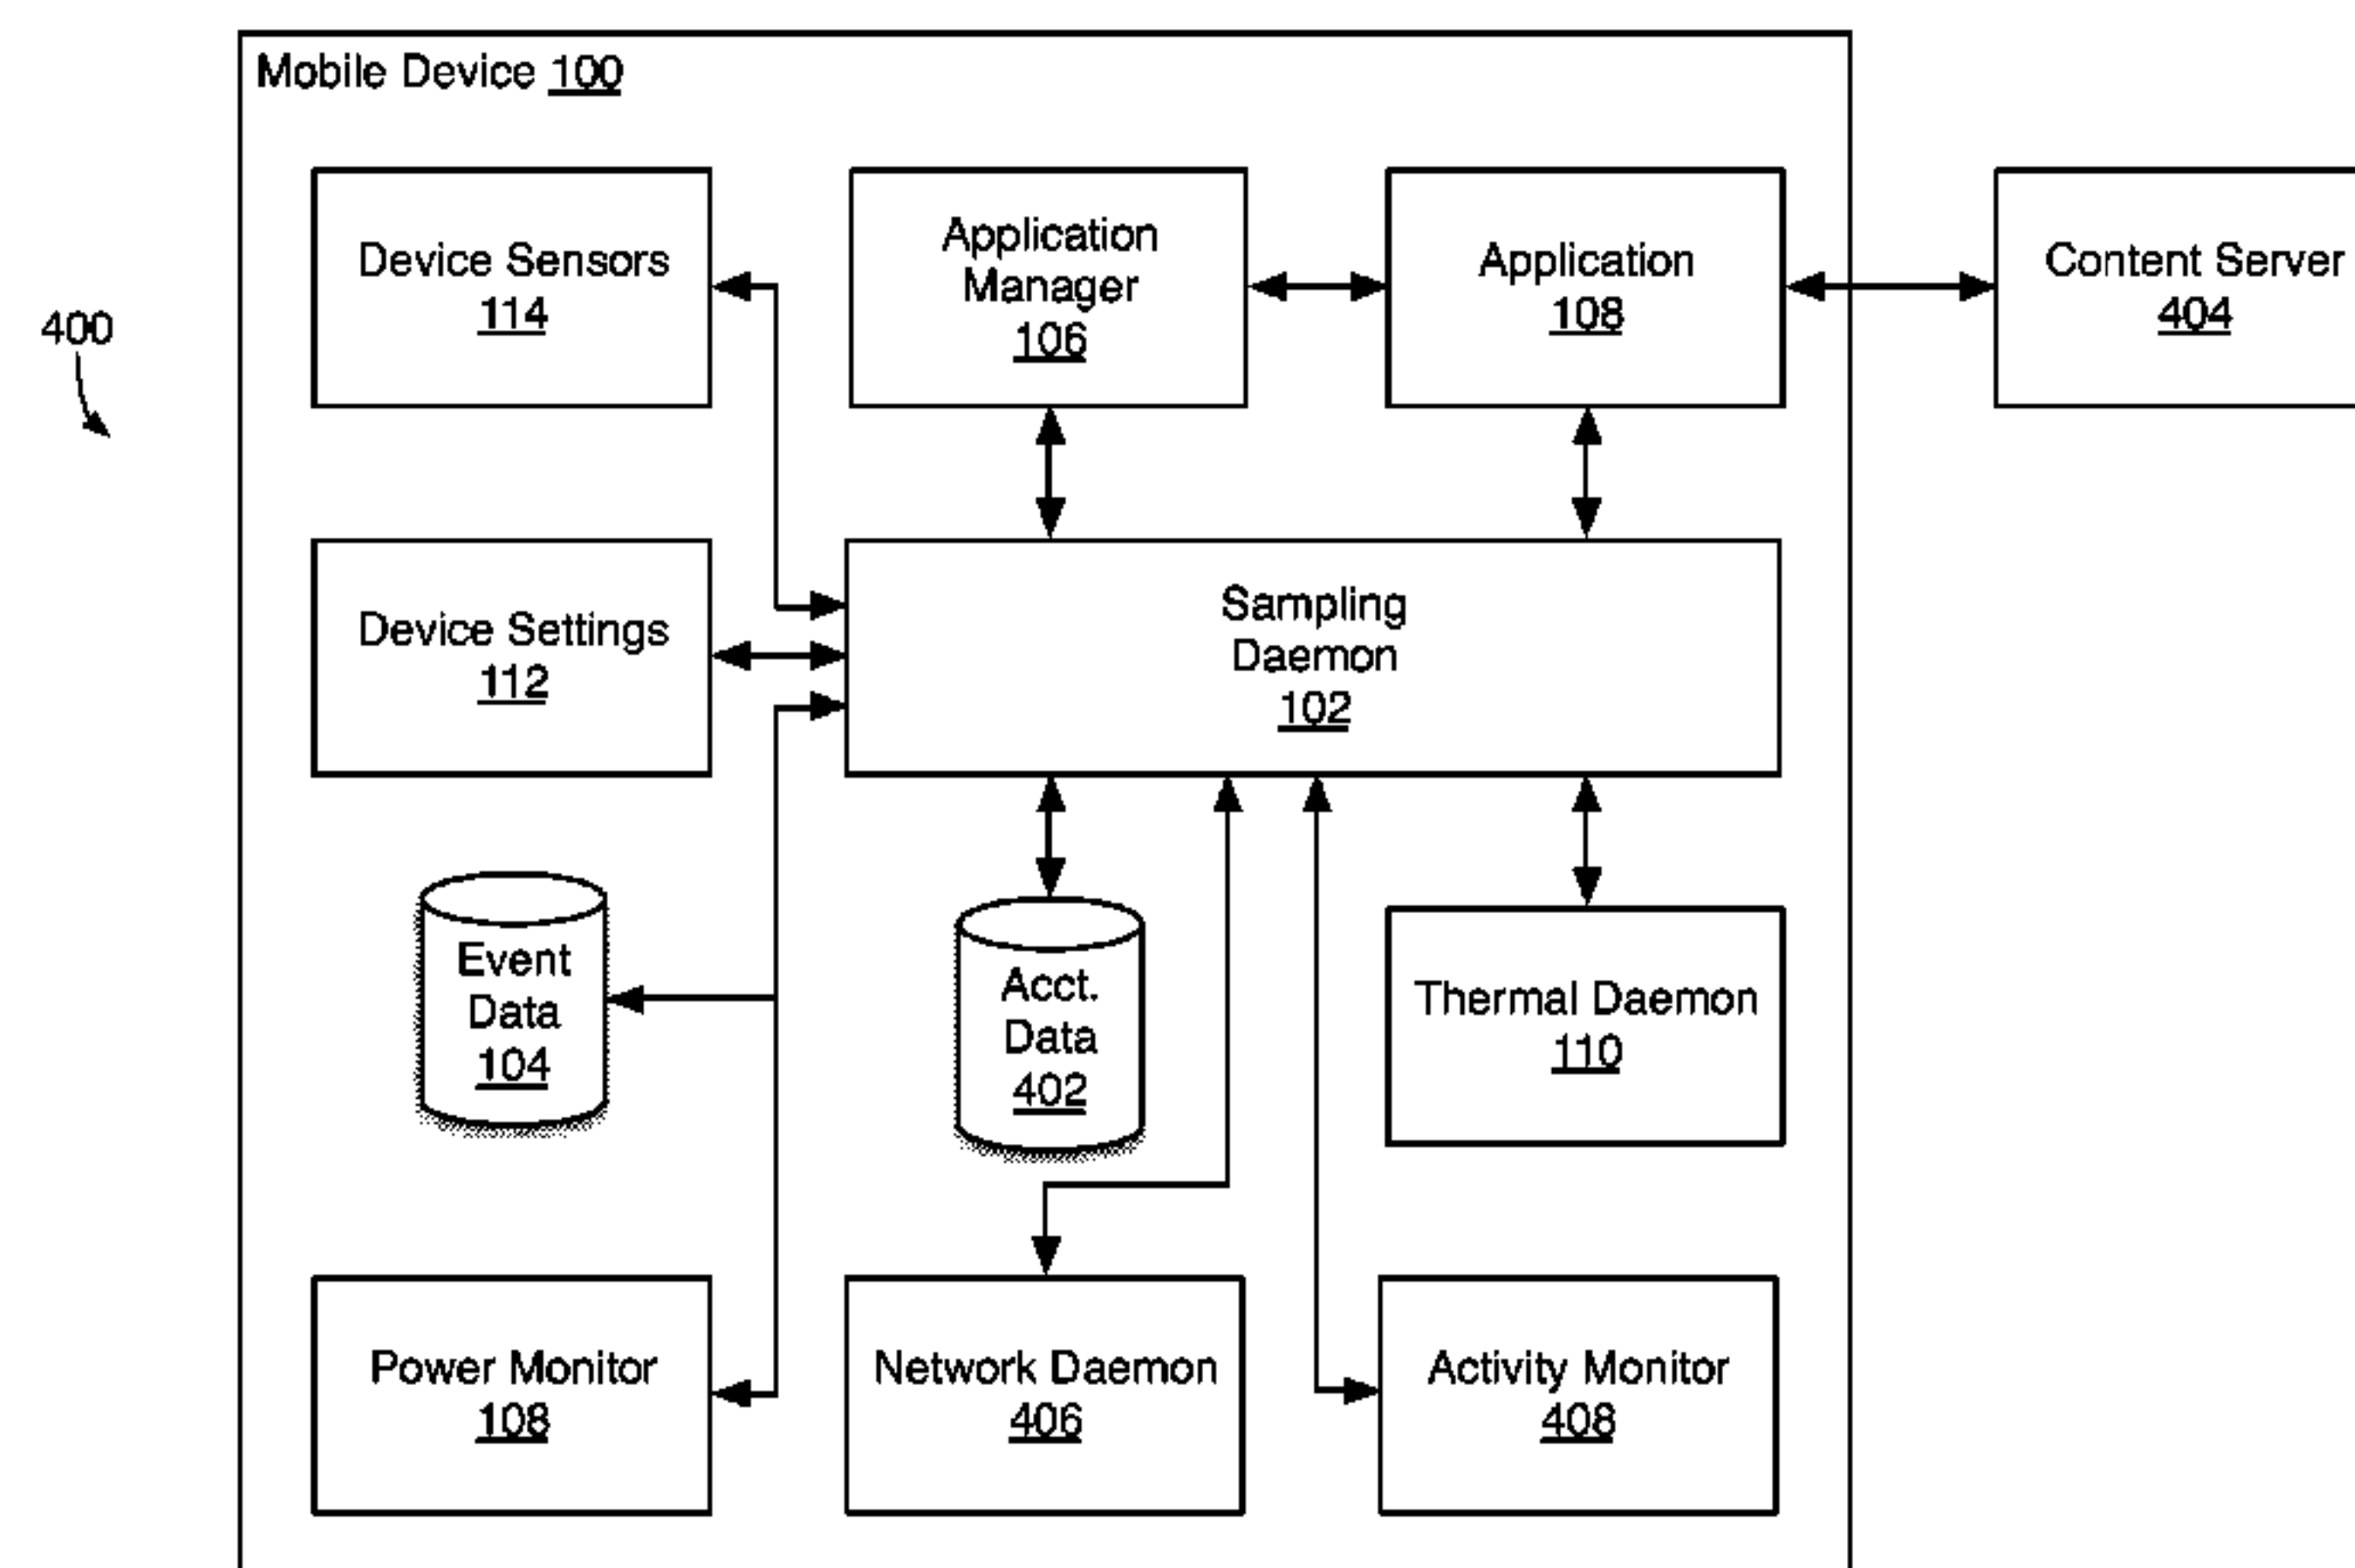 Mobile Device 100
400
Device Sensors
114
Application
Manager
106
Application
108
Content Server
404
Device Settings
112
Sampling
Daemon
102
Event
Data
104
Acct.
Data
402
Thermal Daemon
110
Power Monitor
108
Network Daemon
406
Activity Monitor
408